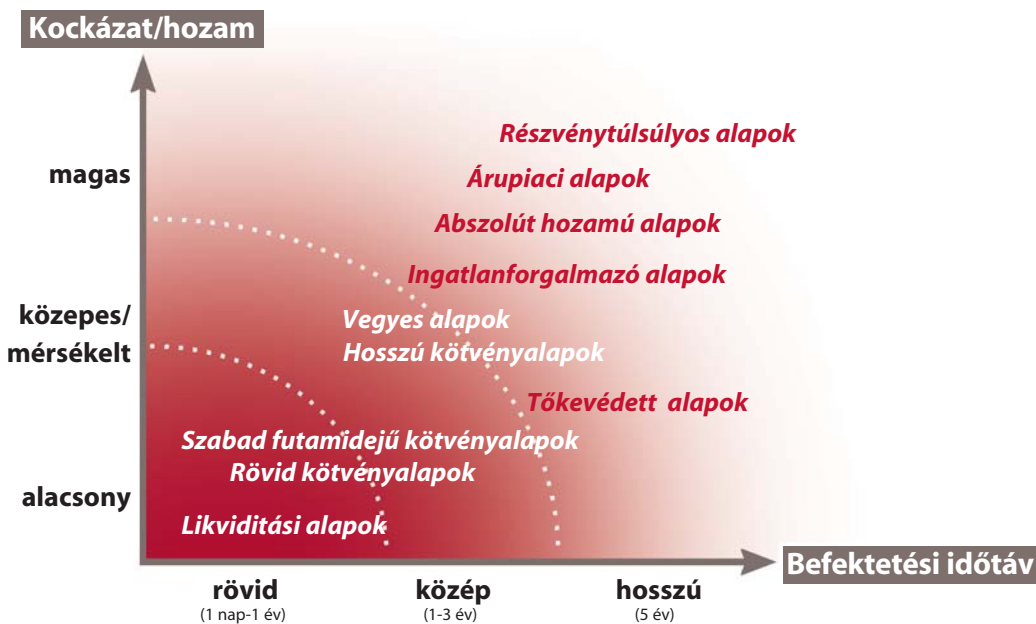 Kockázat/hozam
Részvénytúlsúlyos alapok
magas
Árupiaci alapok
Abszolút hozamú alapok
Ingatlanforgalmazó alapok
közepes/
mérsékelt
Vegyes alapok
Hosszú kötvényalapok
Tőkevédett alapok
Szabad futamidejű kötvényalapok
Rövid kötvényalapok
alacsony
Likviditási alapok
Befektetési időtáv
rövid
(1 nap-1 év)
közép
(1-3 év)
hosszú
(5 év)